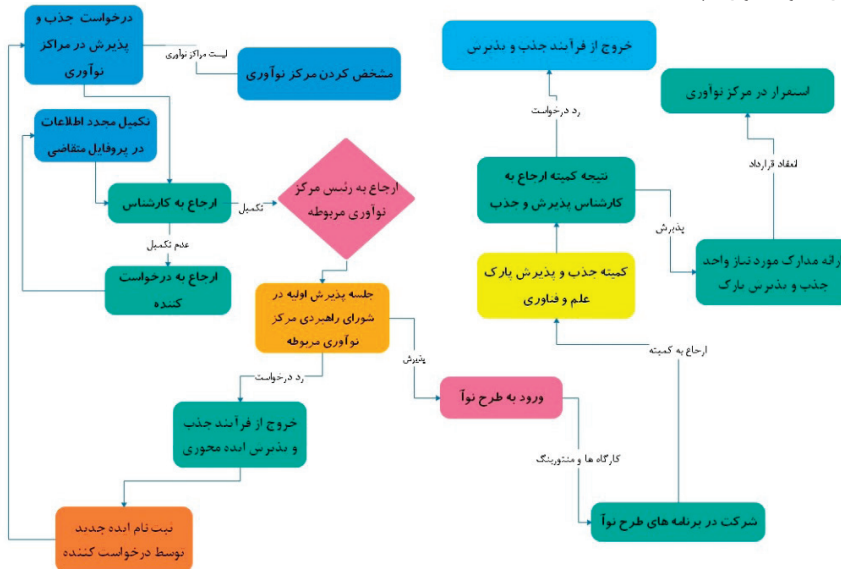 درخواست جذب و
پذیرش در مراکز
نوآوری
لیست مراکز نوآوری
مشخص کردن مرکز نوآوری
تکمیل مجدد اطلاعات
در پروفایل متقاضی
ارجاع به کارشناس
تکمیل
عدم تکمیل
ارجاع به درخواست
کننده
ارجاع به رئیس مرکز
نوآوری مربوطه
جلسه پذیرش اولیه در
شورای راهبردی مرکز
نوآوری مربوطه
رد درخواست
پذیرش
خروج از فرآیند جذب
و پذیرش ایده محوری
ثبت نام ایده جدید
توسط درخواست کننده
ورود به طرح نوآ
کارگاه ها و منتورینگ
شرکت در برنامه های طرح نوآ
ارجاع به کمیته
کمیته جذب و پذیرش پارک
علم و فناوری
نتیجه کمیته ارجاع به
کارشناس پذیرش و جذب
رد درخواست
خروج از فرآیند جذب و پذیرش
پذیرش
ارائه مدارک مورد نیاز واحد
جذب و پذیرش پارک
انعقاد قرارداد
استقرار در مرکز نوآوری